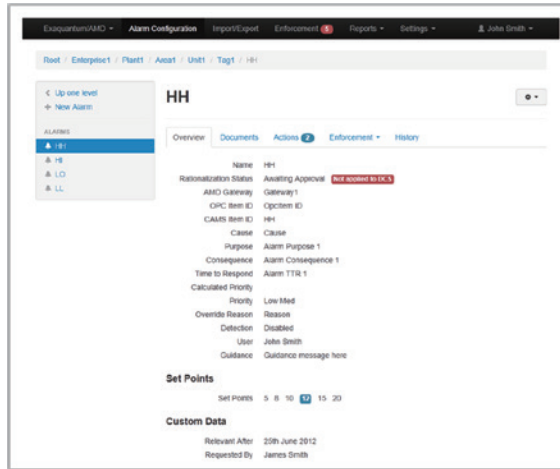 Exaquantum/AMD Alarm Configuration Import/Export Enforcement Reports Settings John Smith
Root / Enterprise1 / Plant1 / Area1 / Unit1 / Tag1 / HH
Up one level
New Alarm
ALARMS
HH
HI
LO
LL
HH
Overview Documents Actions 2 Enforcement History
Name HH
Rationalization Status Awaiting Approval Not applied to DCS
AMD Gateway Gateway1
OPC Item ID OpcItem ID
CAMS Item ID HH
Cause Cause
Purpose Alarm Purpose 1
Consequence Alarm Consequence 1
Time to Respond Alarm TTR 1
Calculated Priority
Priority Low Med
Override Reason Reason
Detection Disabled
User John Smith
Guidance Guidance message here
Set Points
Set Points 5 8 10 12 15 20
Custom Data
Relevant After 25th June 2012
Requested By James Smith